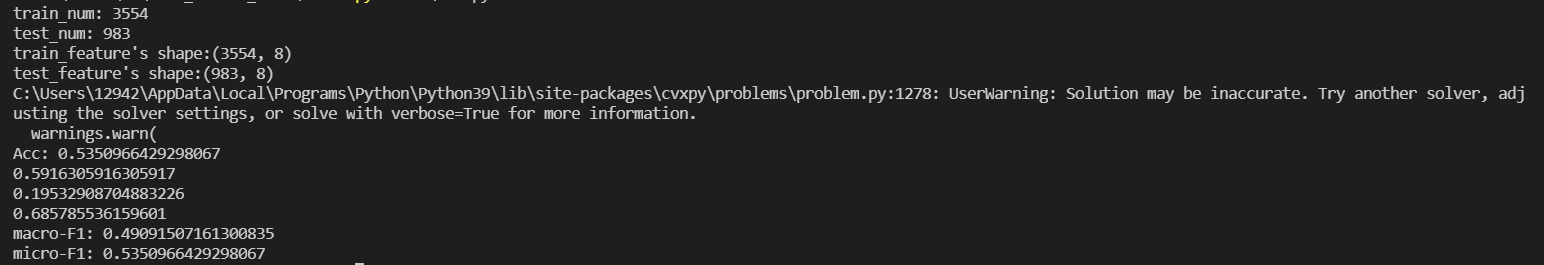 train_num: 3554
test_num: 983
train_feature's shape:(3554, 8)
test_feature's shape:(983, 8)
C:\Users\12942\AppData\Local\Programs\Python\Python39\lib\site-packages\cvxpy\problems\problem.py:1278: UserWarning: Solution may be inaccurate. Try another solver, adj
usting the solver settings, or solve with verbose=True for more information.
  warnings.warn(
Acc: 0.5350966429298067
0.5916305916305917
0.19532908704883226
0.685785536159601
macro-F1: 0.49091507161300835
micro-F1: 0.5350966429298067